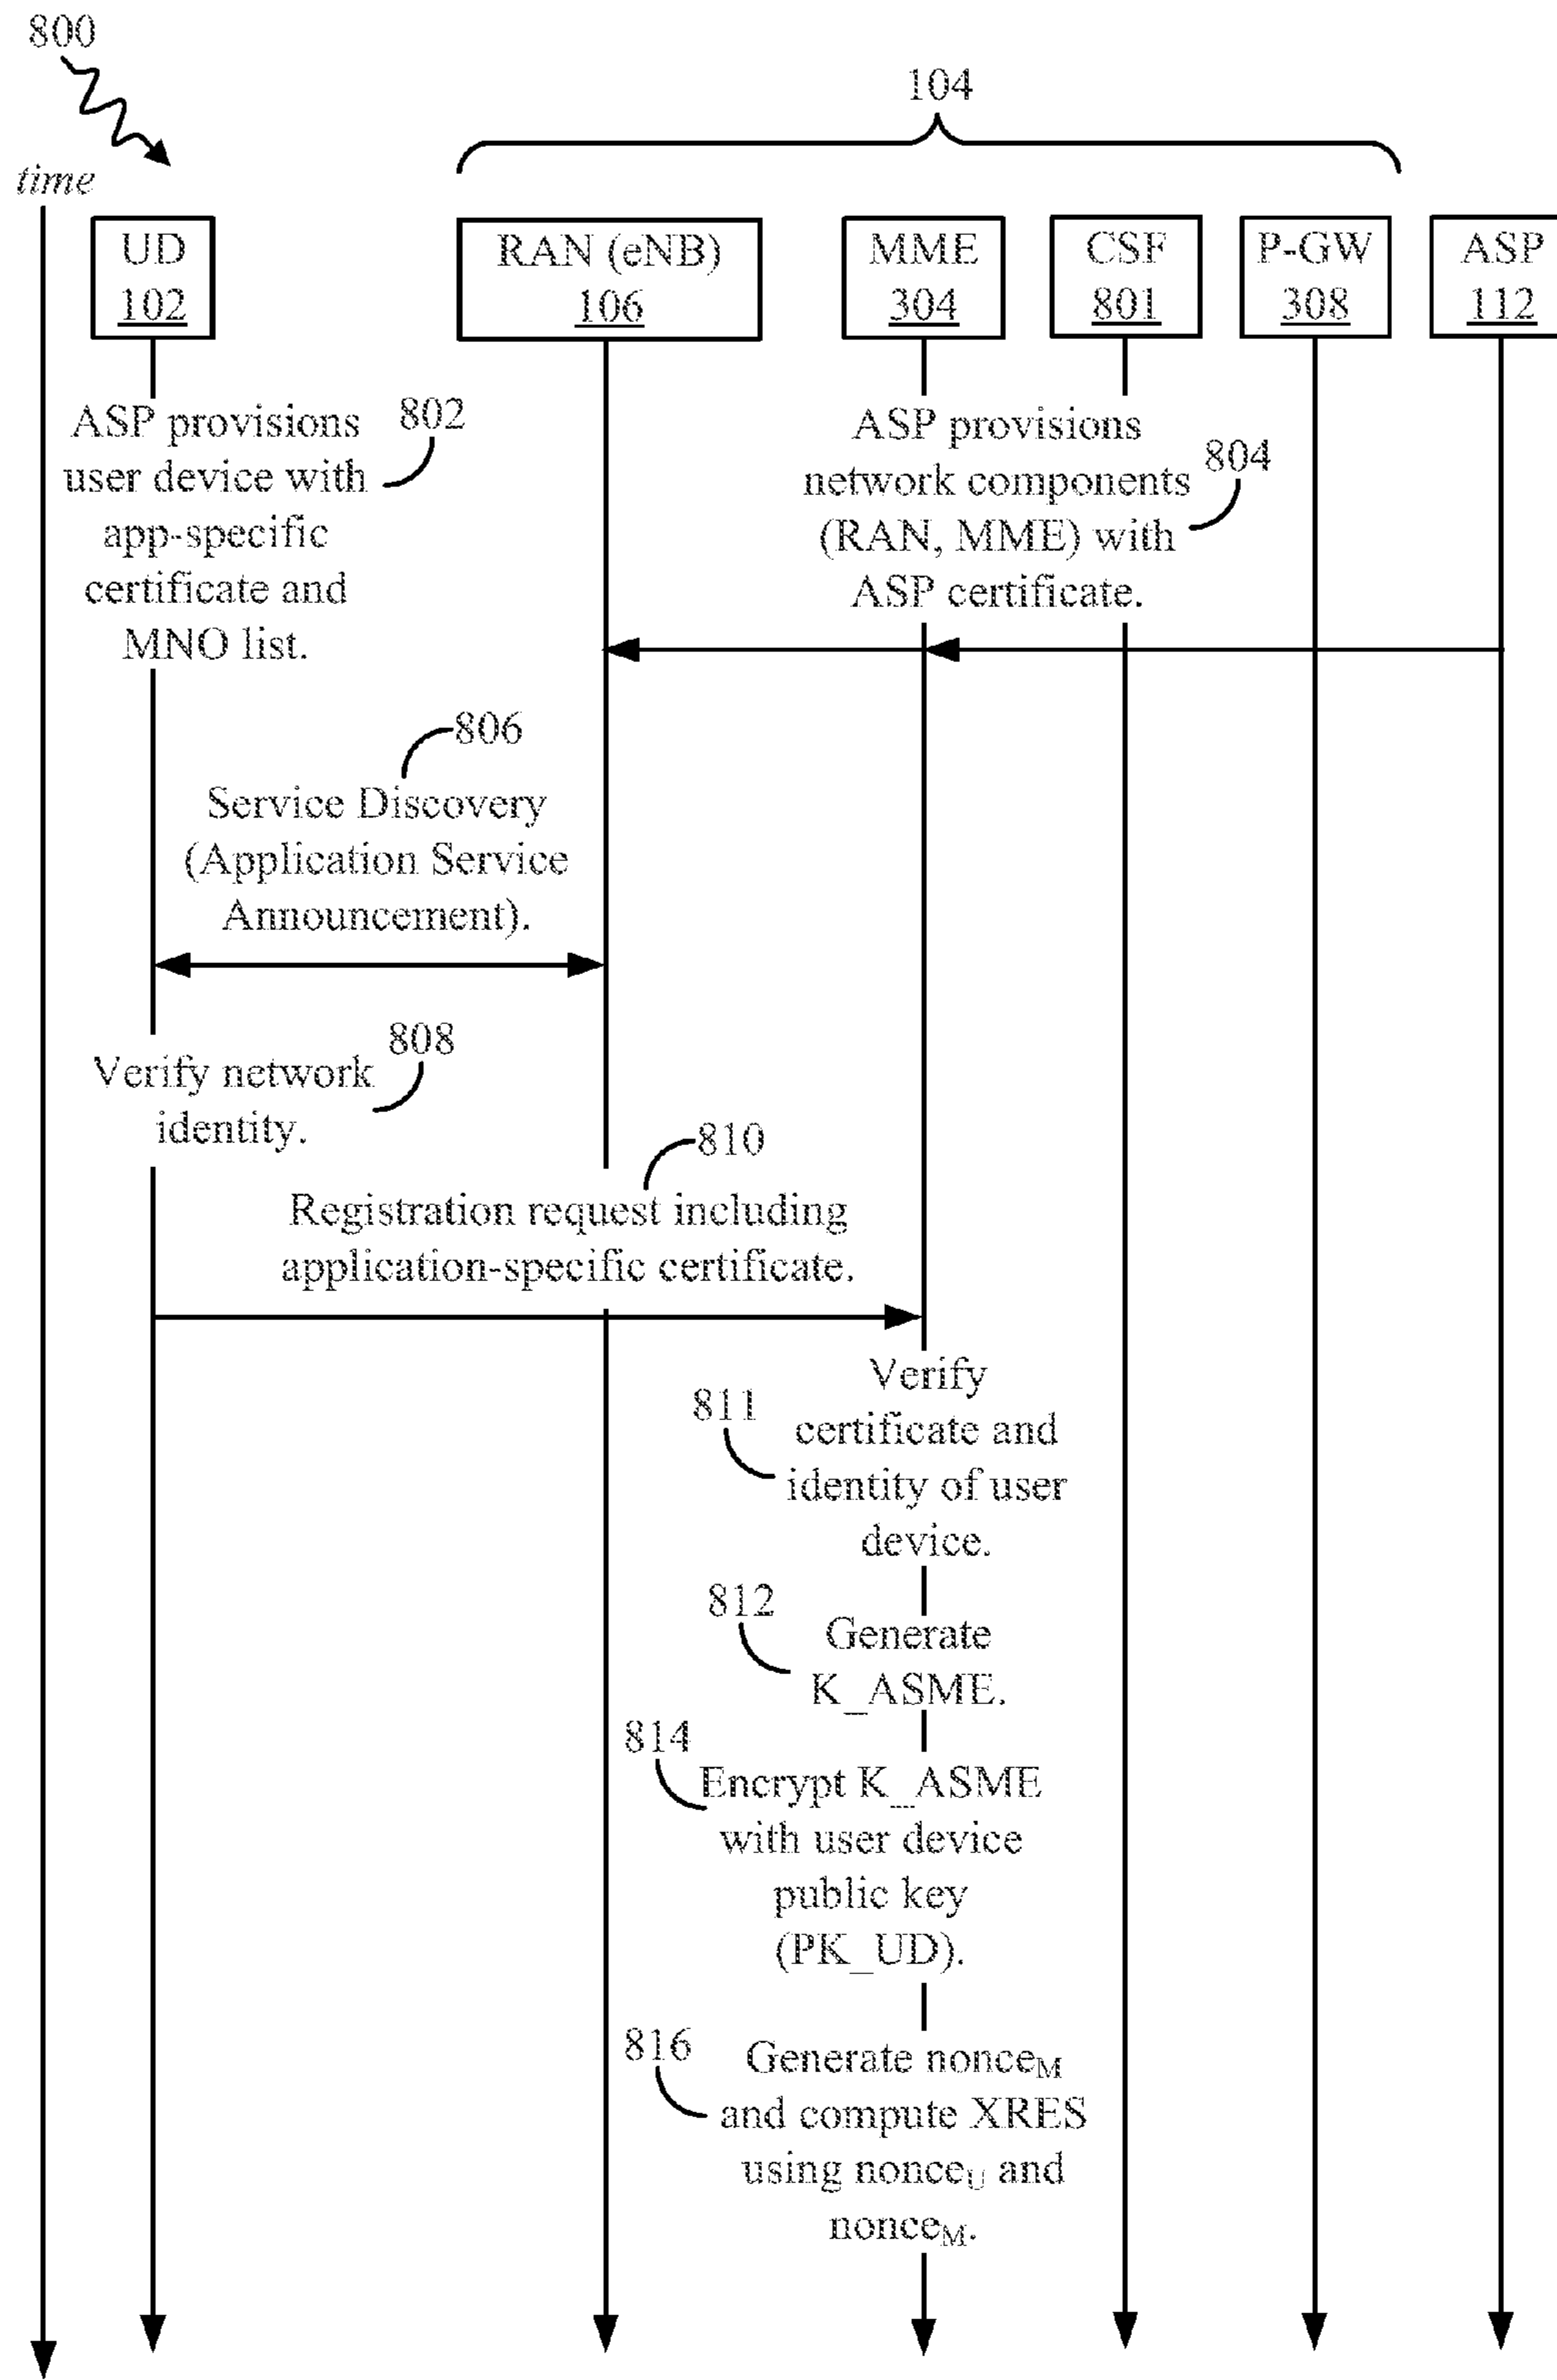 800
104
time
UD
102
RAN (eNB)
106
MME
304
CSF
801
P-GW
308
ASP
112
ASP provisions
user device with
app-specific
certificate and
MNO list.
802
ASP provisions
network components
(RAN, MME) with
ASP certificate.
804
806
Service Discovery
(Application Service
Announcement).
808
Verify network
identity.
810
Registration request including
application-specific certificate.
811
Verify
certificate and
identity of user
device.
812
Generate
K_ASME.
814
Encrypt K_ASME
with user device
public key
(PK_UD).
816
Generate nonceM
and compute XRES
using nonceU and
nonceM.